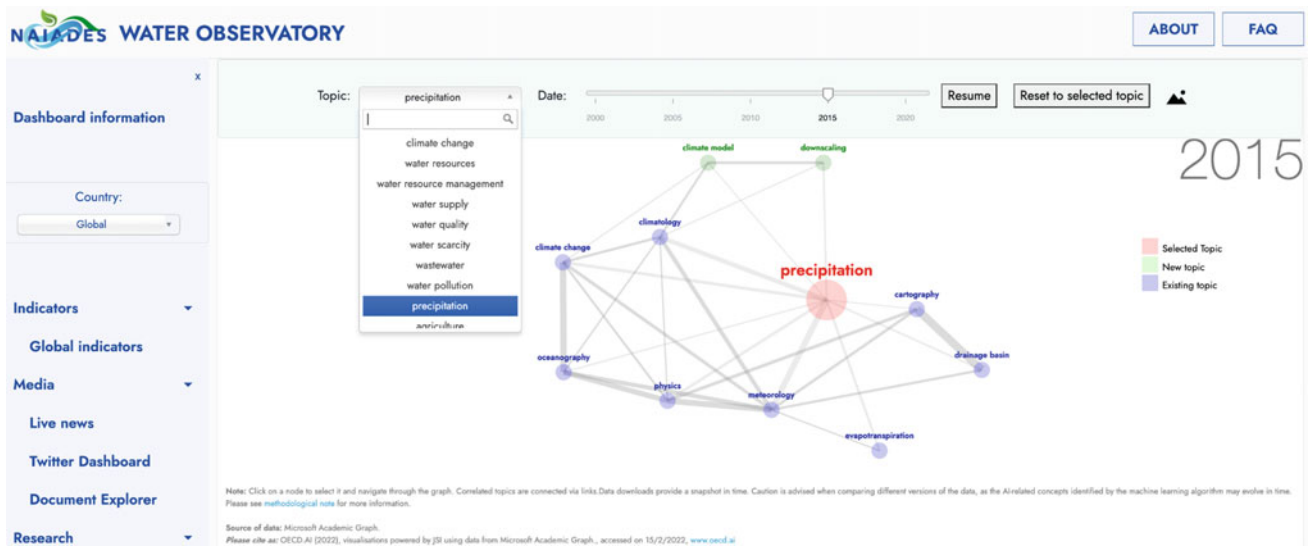 NAIADES WATER OBSERVATORY
ABOUT
FAQ
x
Dashboard information
Country:
Global
Indicators
Global indicators
Media
Live news
Twitter Dashboard
Document Explorer
Research
Topic:
precipitation
climate change
water resources
water resource management
water supply
water quality
water scarcity
wastewater
water pollution
precipitation
agriculture
Date:
2000 2005 2010 2015 2020
Resume
Reset to selected topic
2015
climate model
downscaling
climatology
climate change
precipitation
cartography
oceanography
drainage basin
physics
meteorology
evapotranspiration
Selected Topic
New topic
Existing topic
Note: Click on a node to select it and navigate through the graph. Correlated topics are connected via links.Data downloads provide a snapshot in time. Caution is advised when comparing different versions of the data, as the AI-related concepts identified by the machine learning algorithm may evolve in time.
Please see methodological note for more information.
Source of data: Microsoft Academic Graph.
Please cite as: OECD.AI (2022), visualisations powered by JSI using data from Microsoft Academic Graph., accessed on 15/2/2022, www.oecd.ai